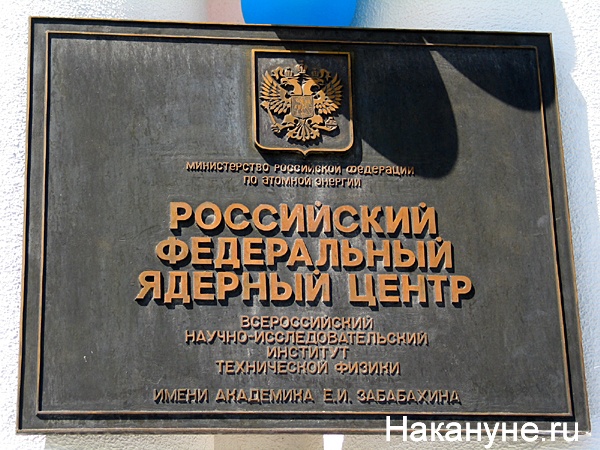 МИНИСТЕРСТВО РОССИЙСКОЙ ФЕДЕРАЦИИ
ПО АТОМНОЙ ЭНЕРГИИ
РОССИЙСКИЙ
ФЕДЕРАЛЬНЫЙ
ЯДЕРНЫЙ ЦЕНТР
ВСЕРОССИЙСКИЙ
НАУЧНО-ИССЛЕДОВАТЕЛЬСКИЙ
ИНСТИТУТ
ТЕХНИЧЕСКОЙ ФИЗИКИ
ИМЕНИ АКАДЕМИКА Е.И. ЗАБАБАХИНА
Накануне.ru